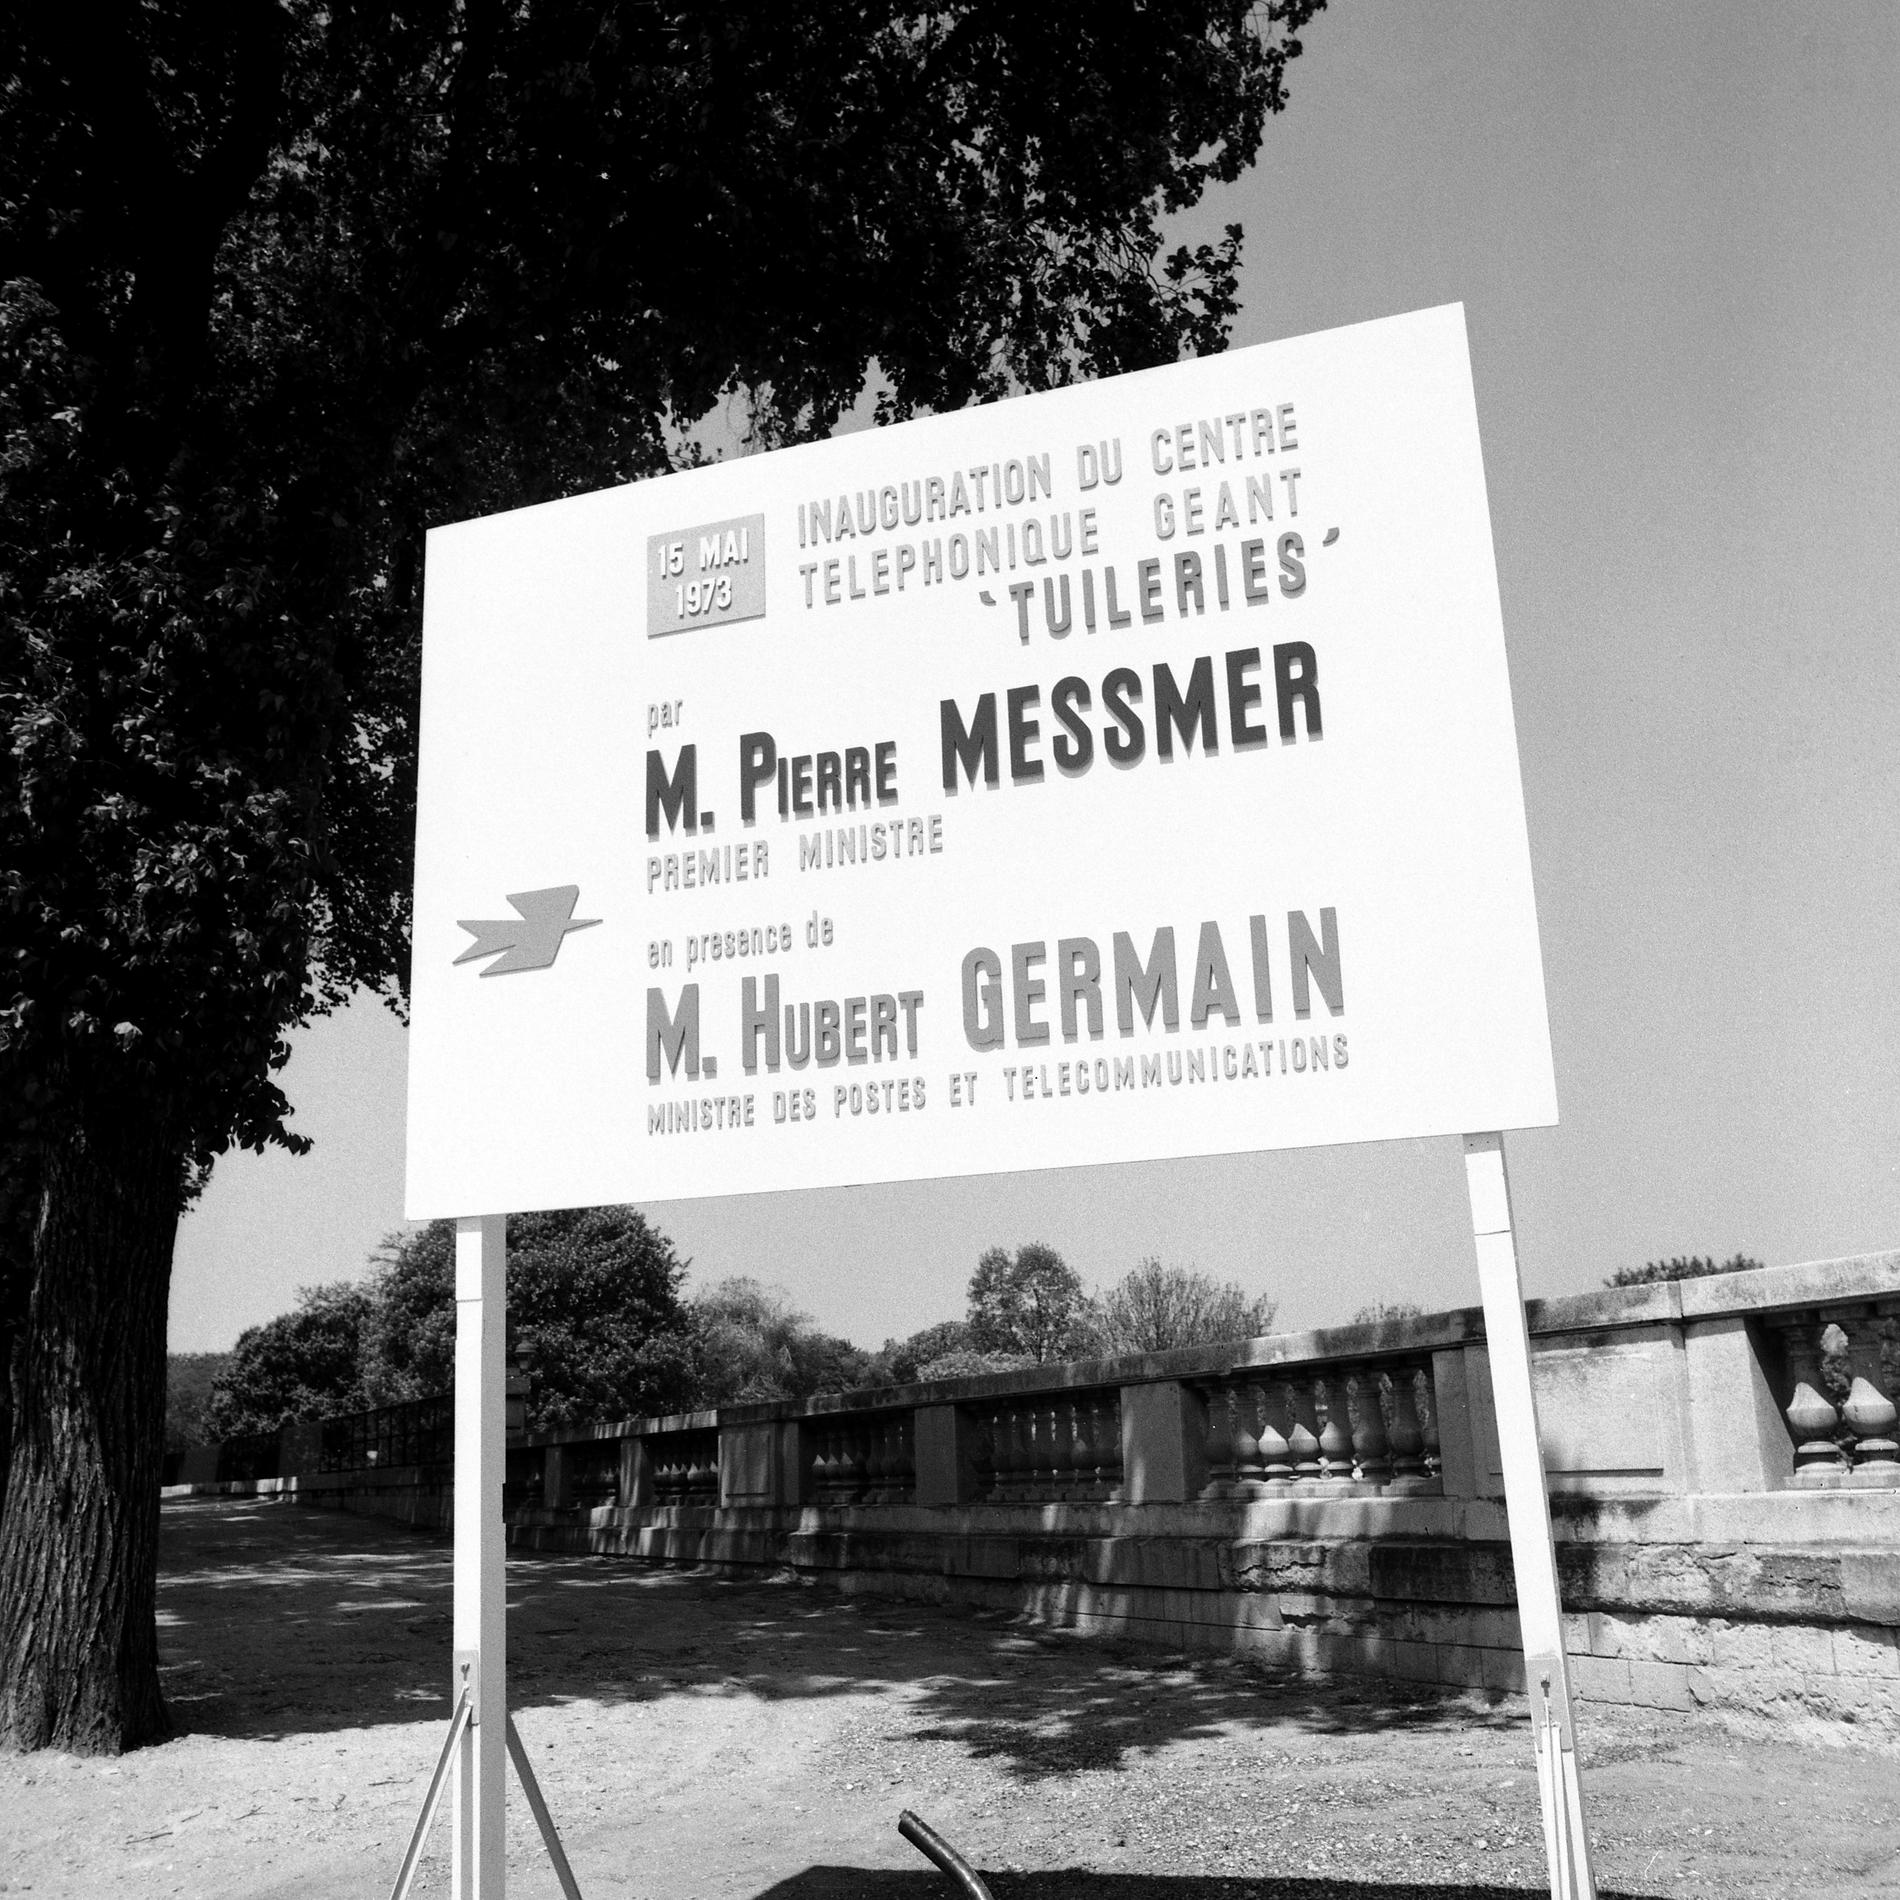 15 MAI
1973
INAUGURATION DU CENTRE
TELEPHONIQUE GEANT
‵TUILERIES′
par
M. PIERRE MESSMER
PREMIER MINISTRE
en presence de
M. HUBERT GERMAIN
MINISTRE DES POSTES ET TELECOMMUNICATIONS